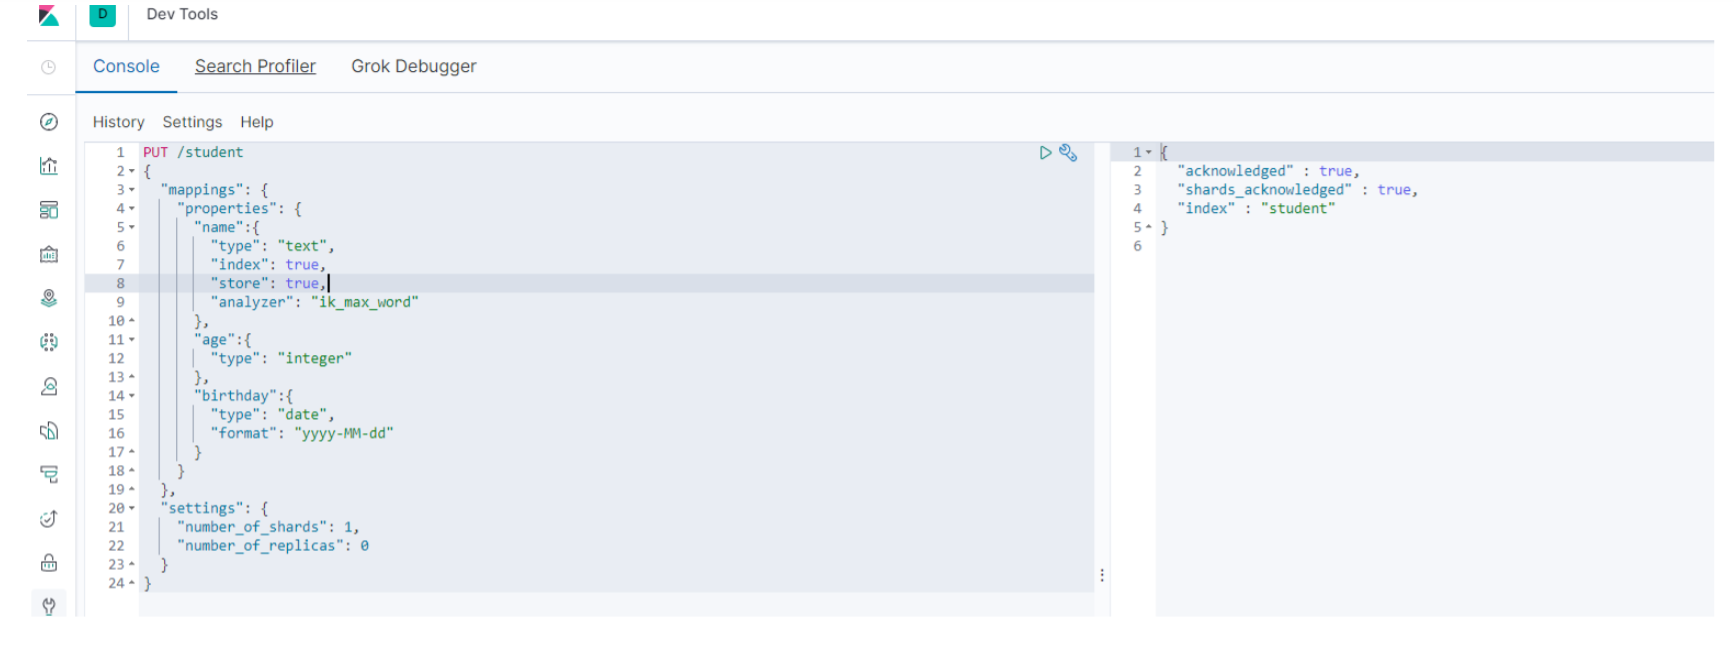 D Dev Tools
Console Search Profiler Grok Debugger
History Settings Help
1 PUT /student
2 {
3 "mappings": {
4 "properties": {
5 "name":{
6 "type": "text",
7 "index": true,
8 "store": true,
9 "analyzer": "ik_max_word"
10 },
11 "age":{
12 "type": "integer"
13 },
14 "birthday":{
15 "type": "date",
16 "format": "yyyy-MM-dd"
17 }
18 }
19 },
20 "settings": {
21 "number_of_shards": 1,
22 "number_of_replicas": 0
23 }
24 }
1 {
2 "acknowledged" : true,
3 "shards_acknowledged" : true,
4 "index" : "student"
5 }
6